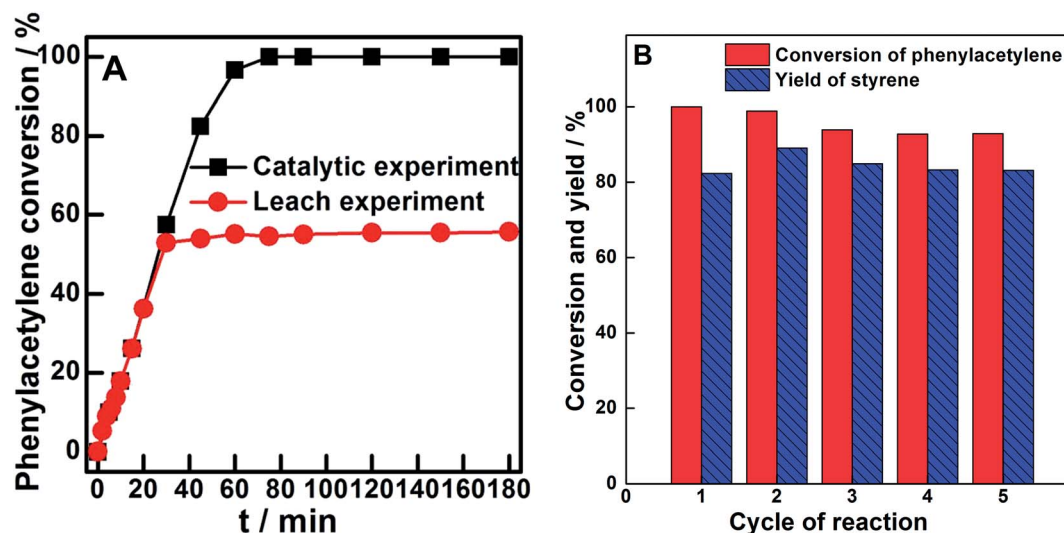 A
Phenylacetylene conversion / %
100
80
60
40
20
0
Catalytic experiment
Leach experiment
0 20 40 60 80 100 120 140 160 180
t / min
B
Conversion of phenylacetylene
Yield of styrene
Conversion and yield / %
100
80
60
40
20
0
0 1 2 3 4 5
Cycle of reaction